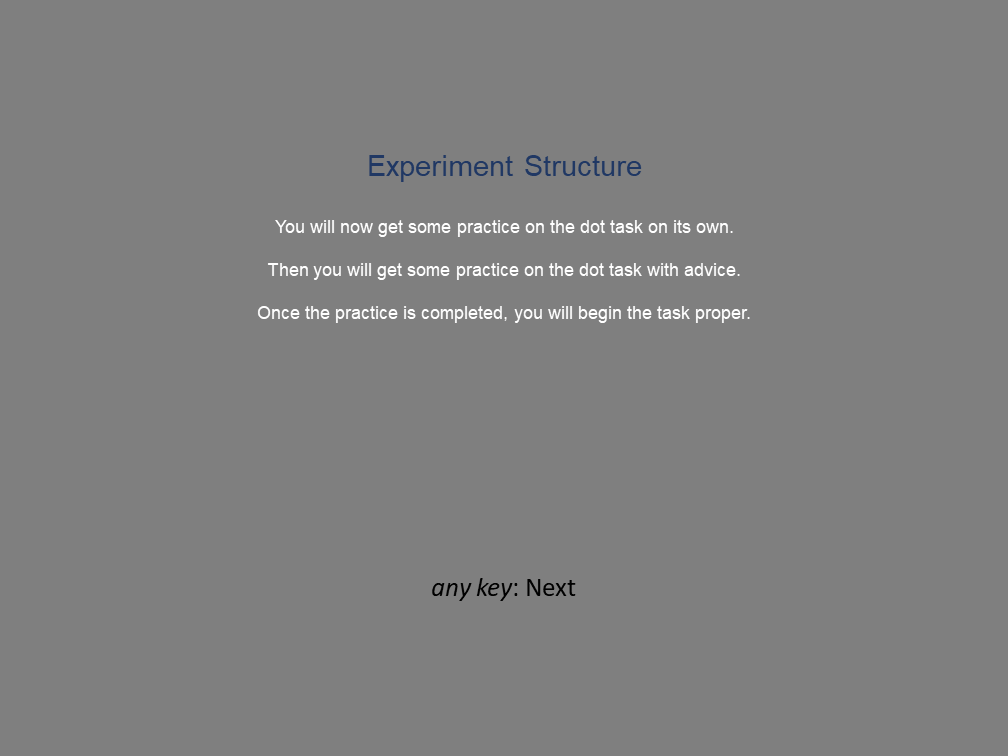 Experiment Structure
You will now get some practice on the dot task on its own.
Then you will get some practice on the dot task with advice.
Once the practice is completed, you will begin the task proper.
any key: Next